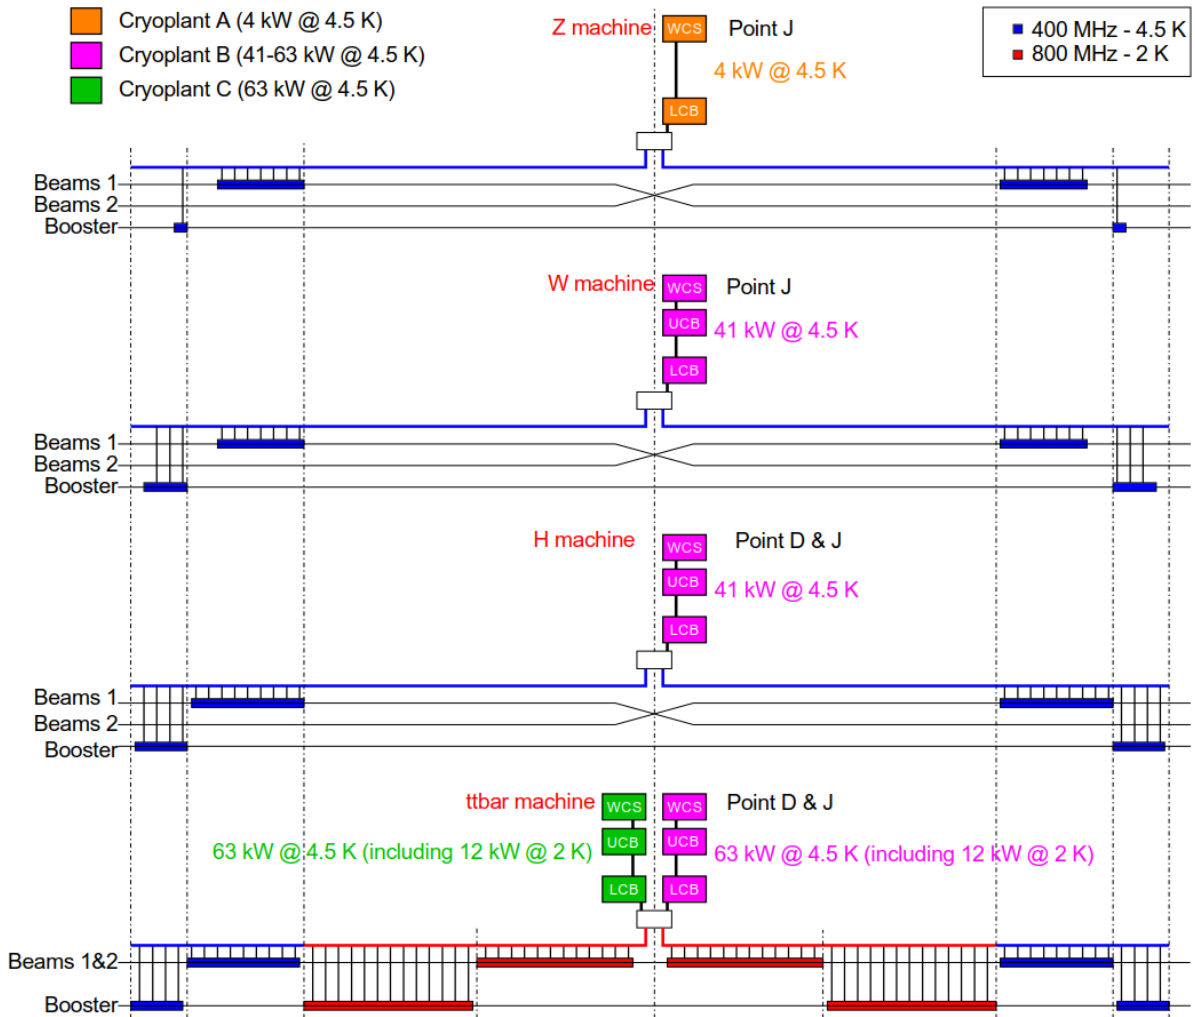 Cryoplant A (4 kW @ 4.5 K)
Cryoplant B (41-63 kW @ 4.5 K)
Cryoplant C (63 kW @ 4.5 K)
Z machine
WCS
Point J
4 kW @ 4.5 K
LCB
400 MHz - 4.5 K
800 MHz - 2 K
Beams 1
Beams 2
Booster
W machine
WCS
Point J
UCB
41 kW @ 4.5 K
LCB
Beams 1
Beams 2
Booster
H machine
WCS
Point D & J
UCB
41 kW @ 4.5 K
LCB
Beams 1
Beams 2
Booster
ttbar machine
WCS
WCS
Point D & J
UCB
UCB
63 kW @ 4.5 K (including 12 kW @ 2 K)
63 kW @ 4.5 K (including 12 kW @ 2 K)
LCB
LCB
Beams 1&2
Booster